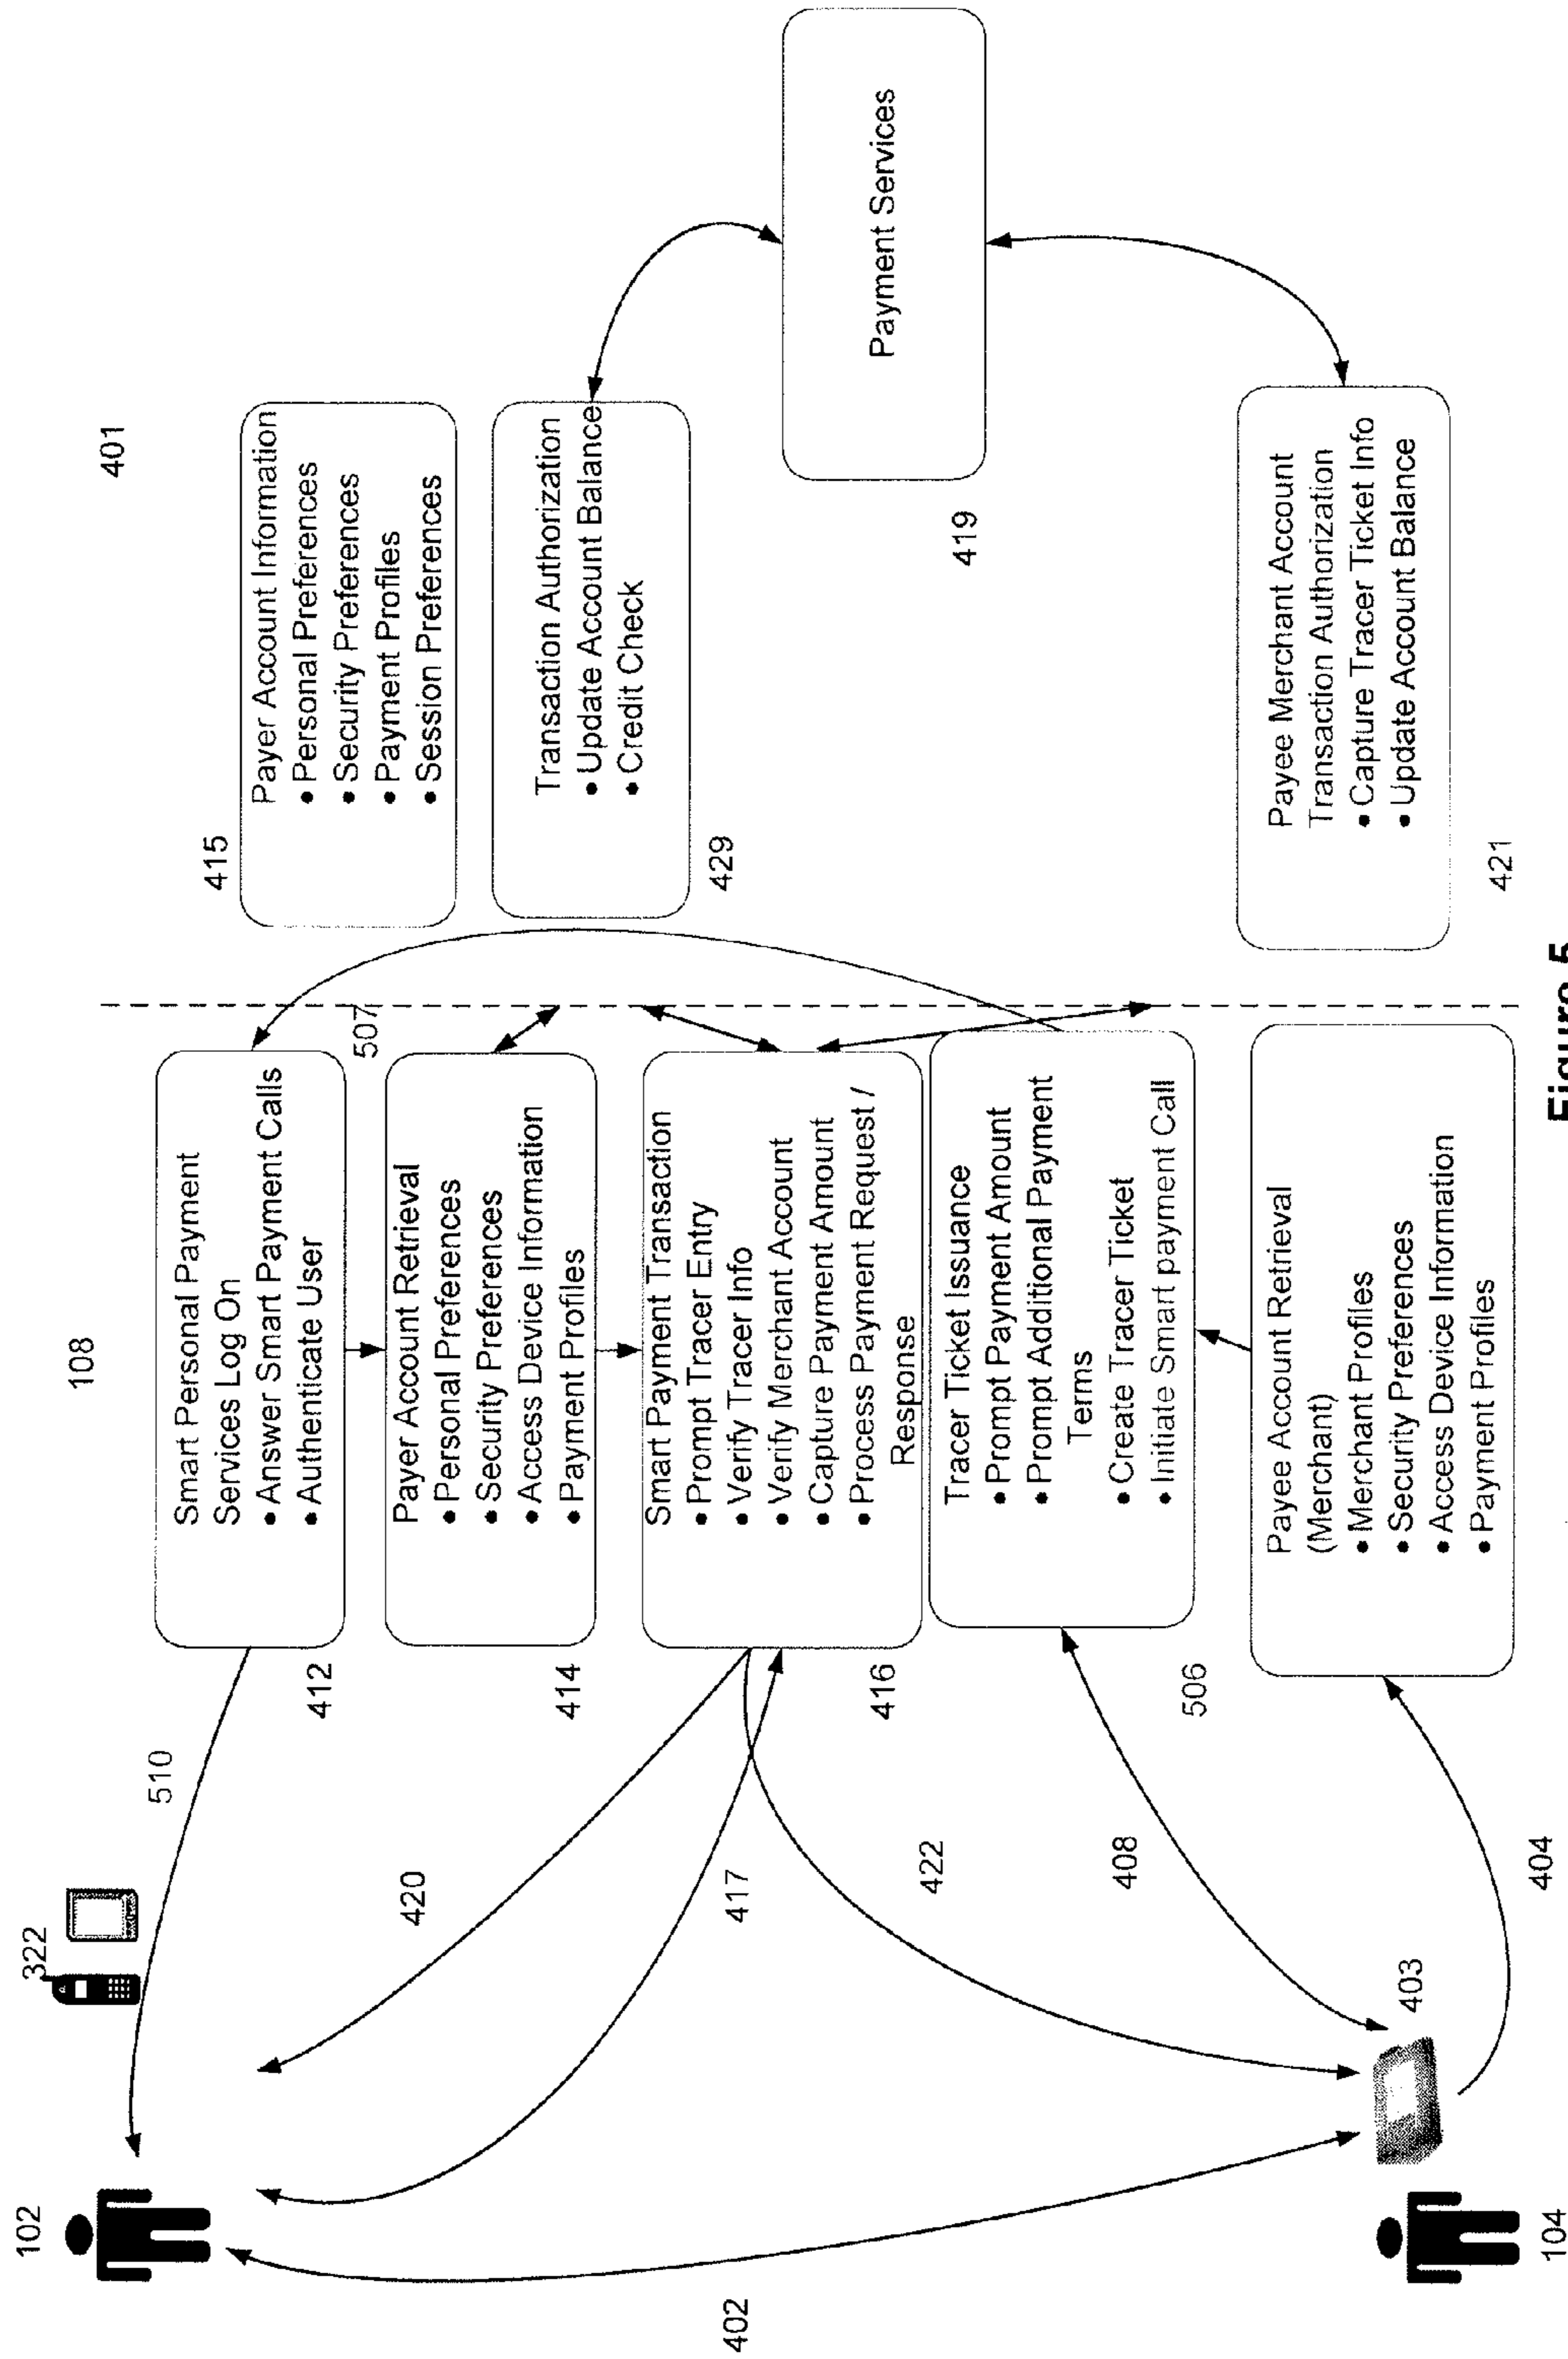 102
322
108
401
510
412
Smart Personal Payment
Services Log On
• Answer Smart Payment Calls
• Authenticate User
507
415
Payer Account Information
• Personal Preferences
• Security Preferences
• Payment Profiles
• Session Preferences
420
414
Payer Account Retrieval
• Personal Preferences
• Security Preferences
• Access Device Information
• Payment Profiles
Transaction Authorization
• Update Account Balance
• Credit Check
429
402
417
416
Smart Payment Transaction
• Prompt Tracer Entry
• Verify Tracer Info
• Verify Merchant Account
• Capture Payment Amount
• Process Payment Request /
Response
Payment Services
419
422
408
506
Tracer Ticket Issuance
• Prompt Payment Amount
• Prompt Additional Payment
Terms
• Create Tracer Ticket
• Initiate Smart payment Call
403
404
104
Payee Account Retrieval
(Merchant)
• Merchant Profiles
• Security Preferences
• Access Device Information
• Payment Profiles
Payee Merchant Account
Transaction Authorization
• Capture Tracer Ticket Info
• Update Account Balance
421
Figure 5